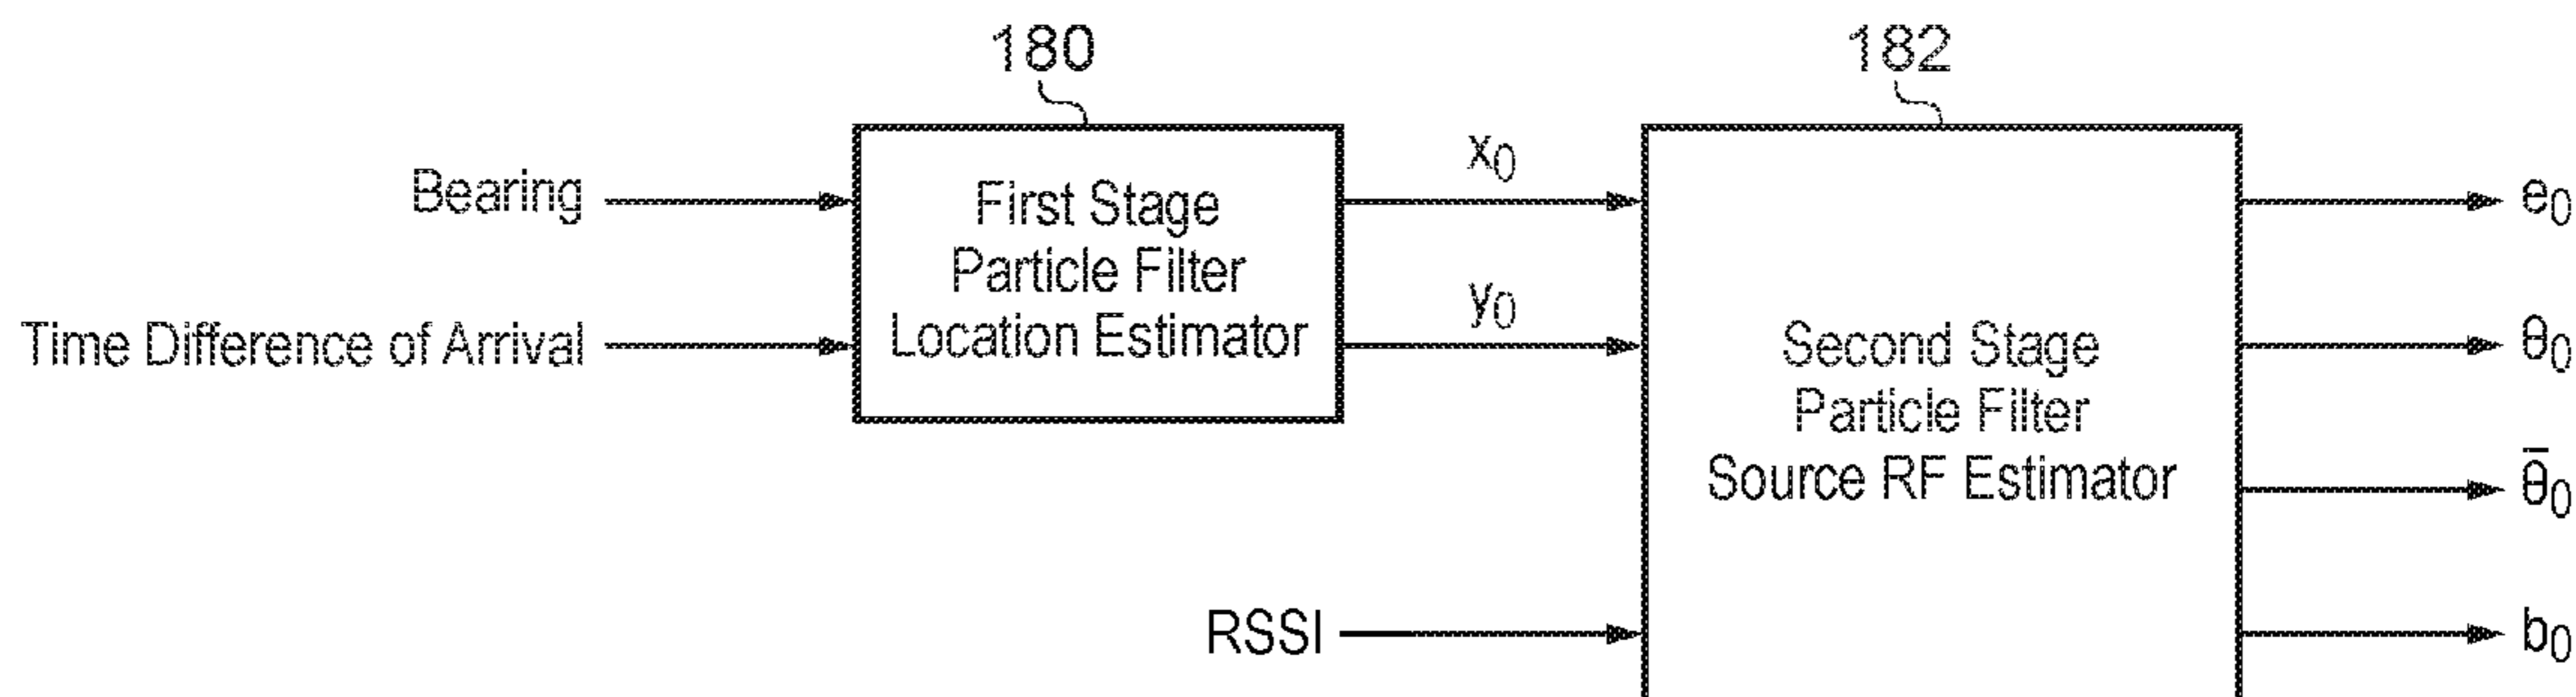 180
182
Bearing
Time Difference of Arrival
First Stage
Particle Filter
Location Estimator
x₀
y₀
RSSI
Second Stage
Particle Filter
Source RF Estimator
e₀
θ₀
θ̄₀
b₀